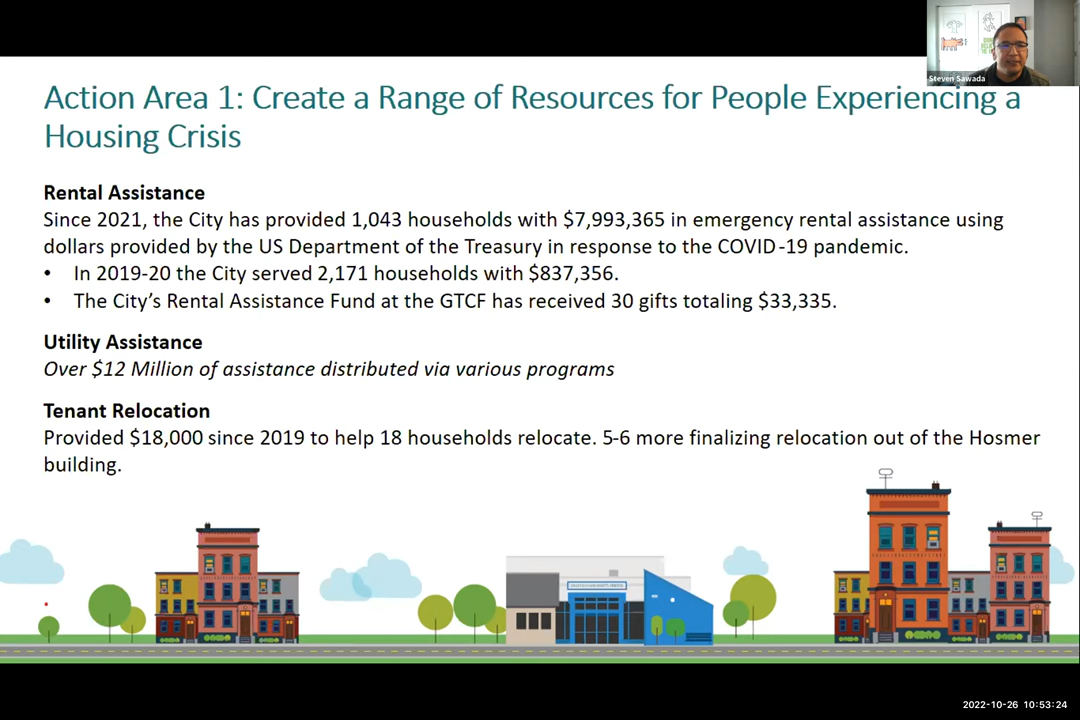 Steven Sawada
Action Area 1: Create a Range of Resources for People Experiencing a
Housing Crisis
Rental Assistance
Since 2021, the City has provided 1,043 households with $7,993,365 in emergency rental assistance using
dollars provided by the US Department of the Treasury in response to the COVID-19 pandemic.
• In 2019-20 the City served 2,171 households with $837,356.
• The City's Rental Assistance Fund at the GTCF has received 30 gifts totaling $33,335.
Utility Assistance
Over $12 Million of assistance distributed via various programs
Tenant Relocation
Provided $18,000 since 2019 to help 18 households relocate. 5-6 more finalizing relocation out of the Hosmer
building.
2022-10-26 10:53:24